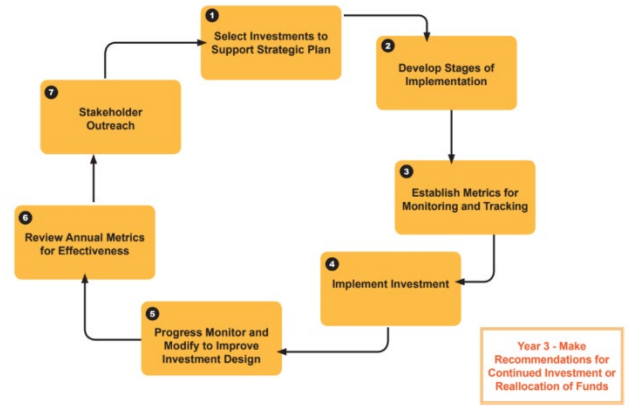 1
Select Investments to
Support Strategic Plan
2
Develop Stages of
Implementation
3
Establish Metrics for
Monitoring and Tracking
4
Implement Investment
5
Progress Monitor and
Modify to Improve
Investment Design
6
Review Annual Metrics
for Effectiveness
7
Stakeholder
Outreach
Year 3 - Make
Recommendations for
Continued Investment or
Reallocation of Funds